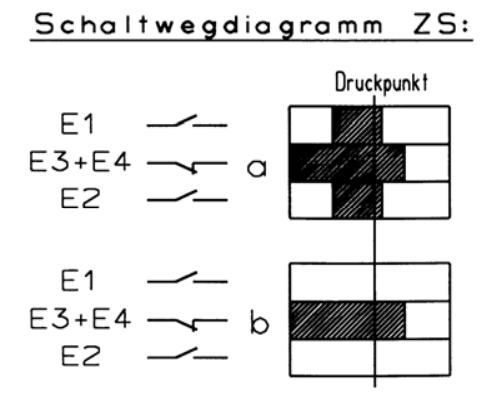 Schaltwegdiagramm ZS:
Druckpunkt
E1
E3+E4 a
E2
E1
E3+E4 b
E2